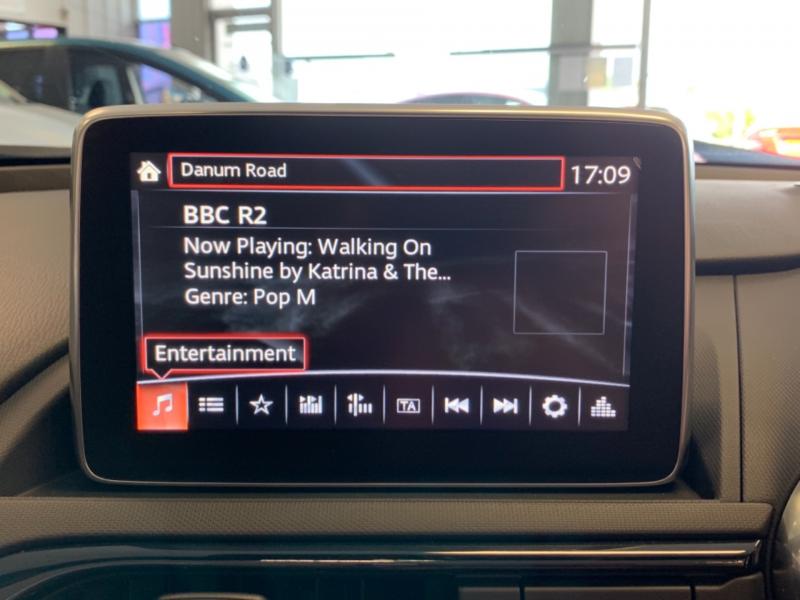 Danum Road
17:09
BBC R2
Now Playing: Walking On
Sunshine by Katrina & The...
Genre: Pop M
Entertainment
TA